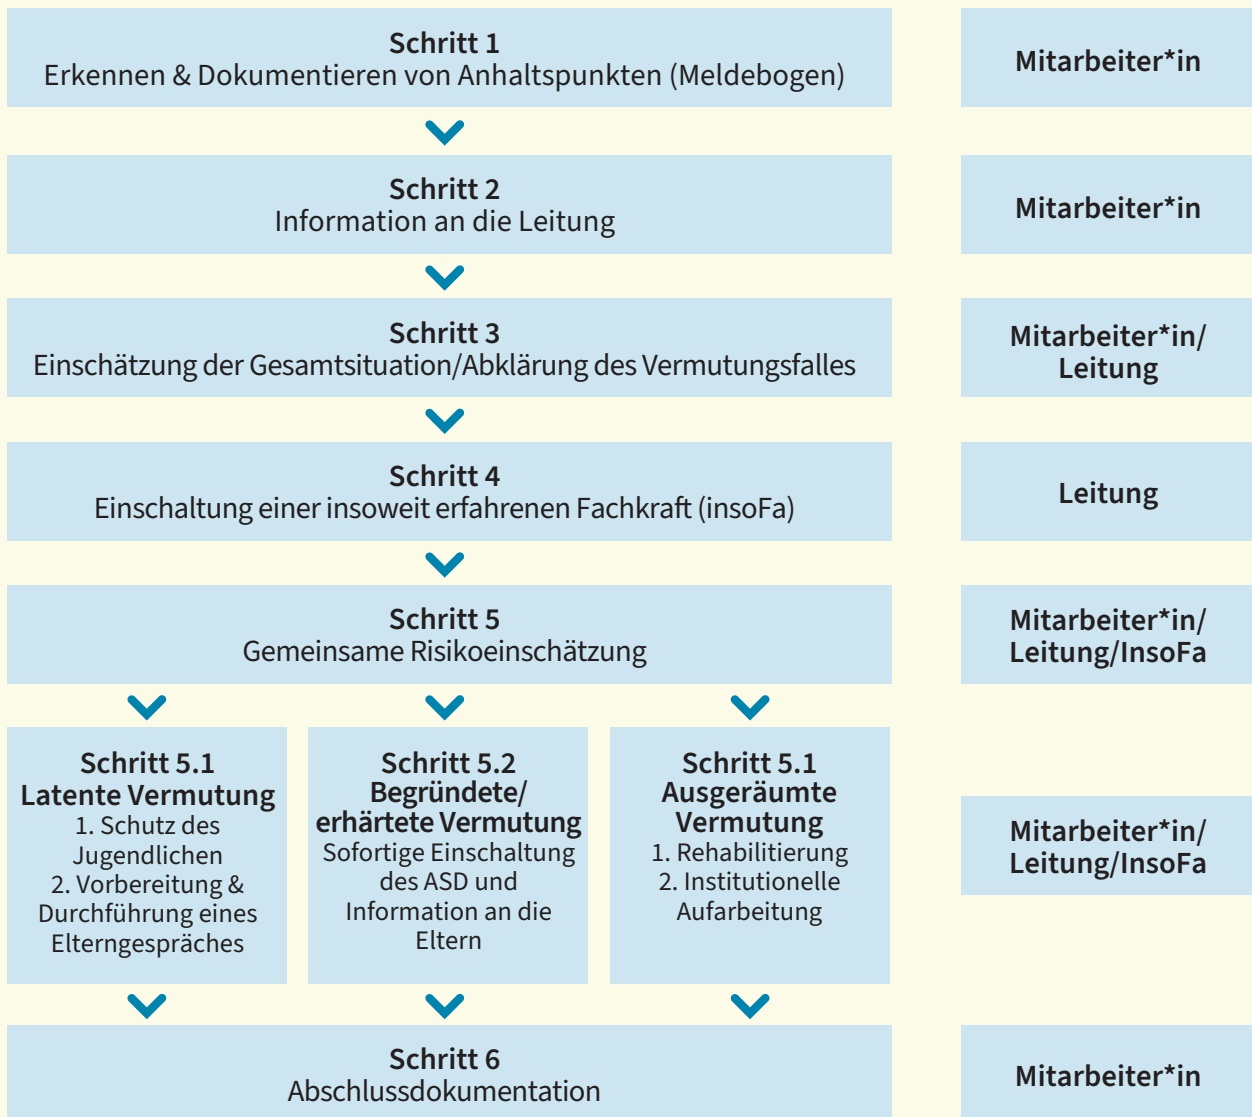 Schritt 1
Erkennen & Dokumentieren von Anhaltspunkten (Meldebogen)
Mitarbeiter*in
Schritt 2
Information an die Leitung
Mitarbeiter*in
Schritt 3
Einschätzung der Gesamtsituation/Abklärung des Vermutungsfalles
Mitarbeiter*in/
Leitung
Schritt 4
Einschaltung einer insoweit erfahrenen Fachkraft (insoFa)
Leitung
Schritt 5
Gemeinsame Risikoeinschätzung
Mitarbeiter*in/
Leitung/InsoFa
Schritt 5.1
Latente Vermutung
1. Schutz des
Jugendlichen
2. Vorbereitung &
Durchführung eines
Elterngespräches
Schritt 5.2
Begründete/
erhärtete Vermutung
Sofortige Einschaltung
des ASD und
Information an die
Eltern
Schritt 5.1
Ausgeräumte
Vermutung
1. Rehabilitierung
2. Institutionelle
Aufarbeitung
Mitarbeiter*in/
Leitung/InsoFa
Schritt 6
Abschlussdokumentation
Mitarbeiter*in